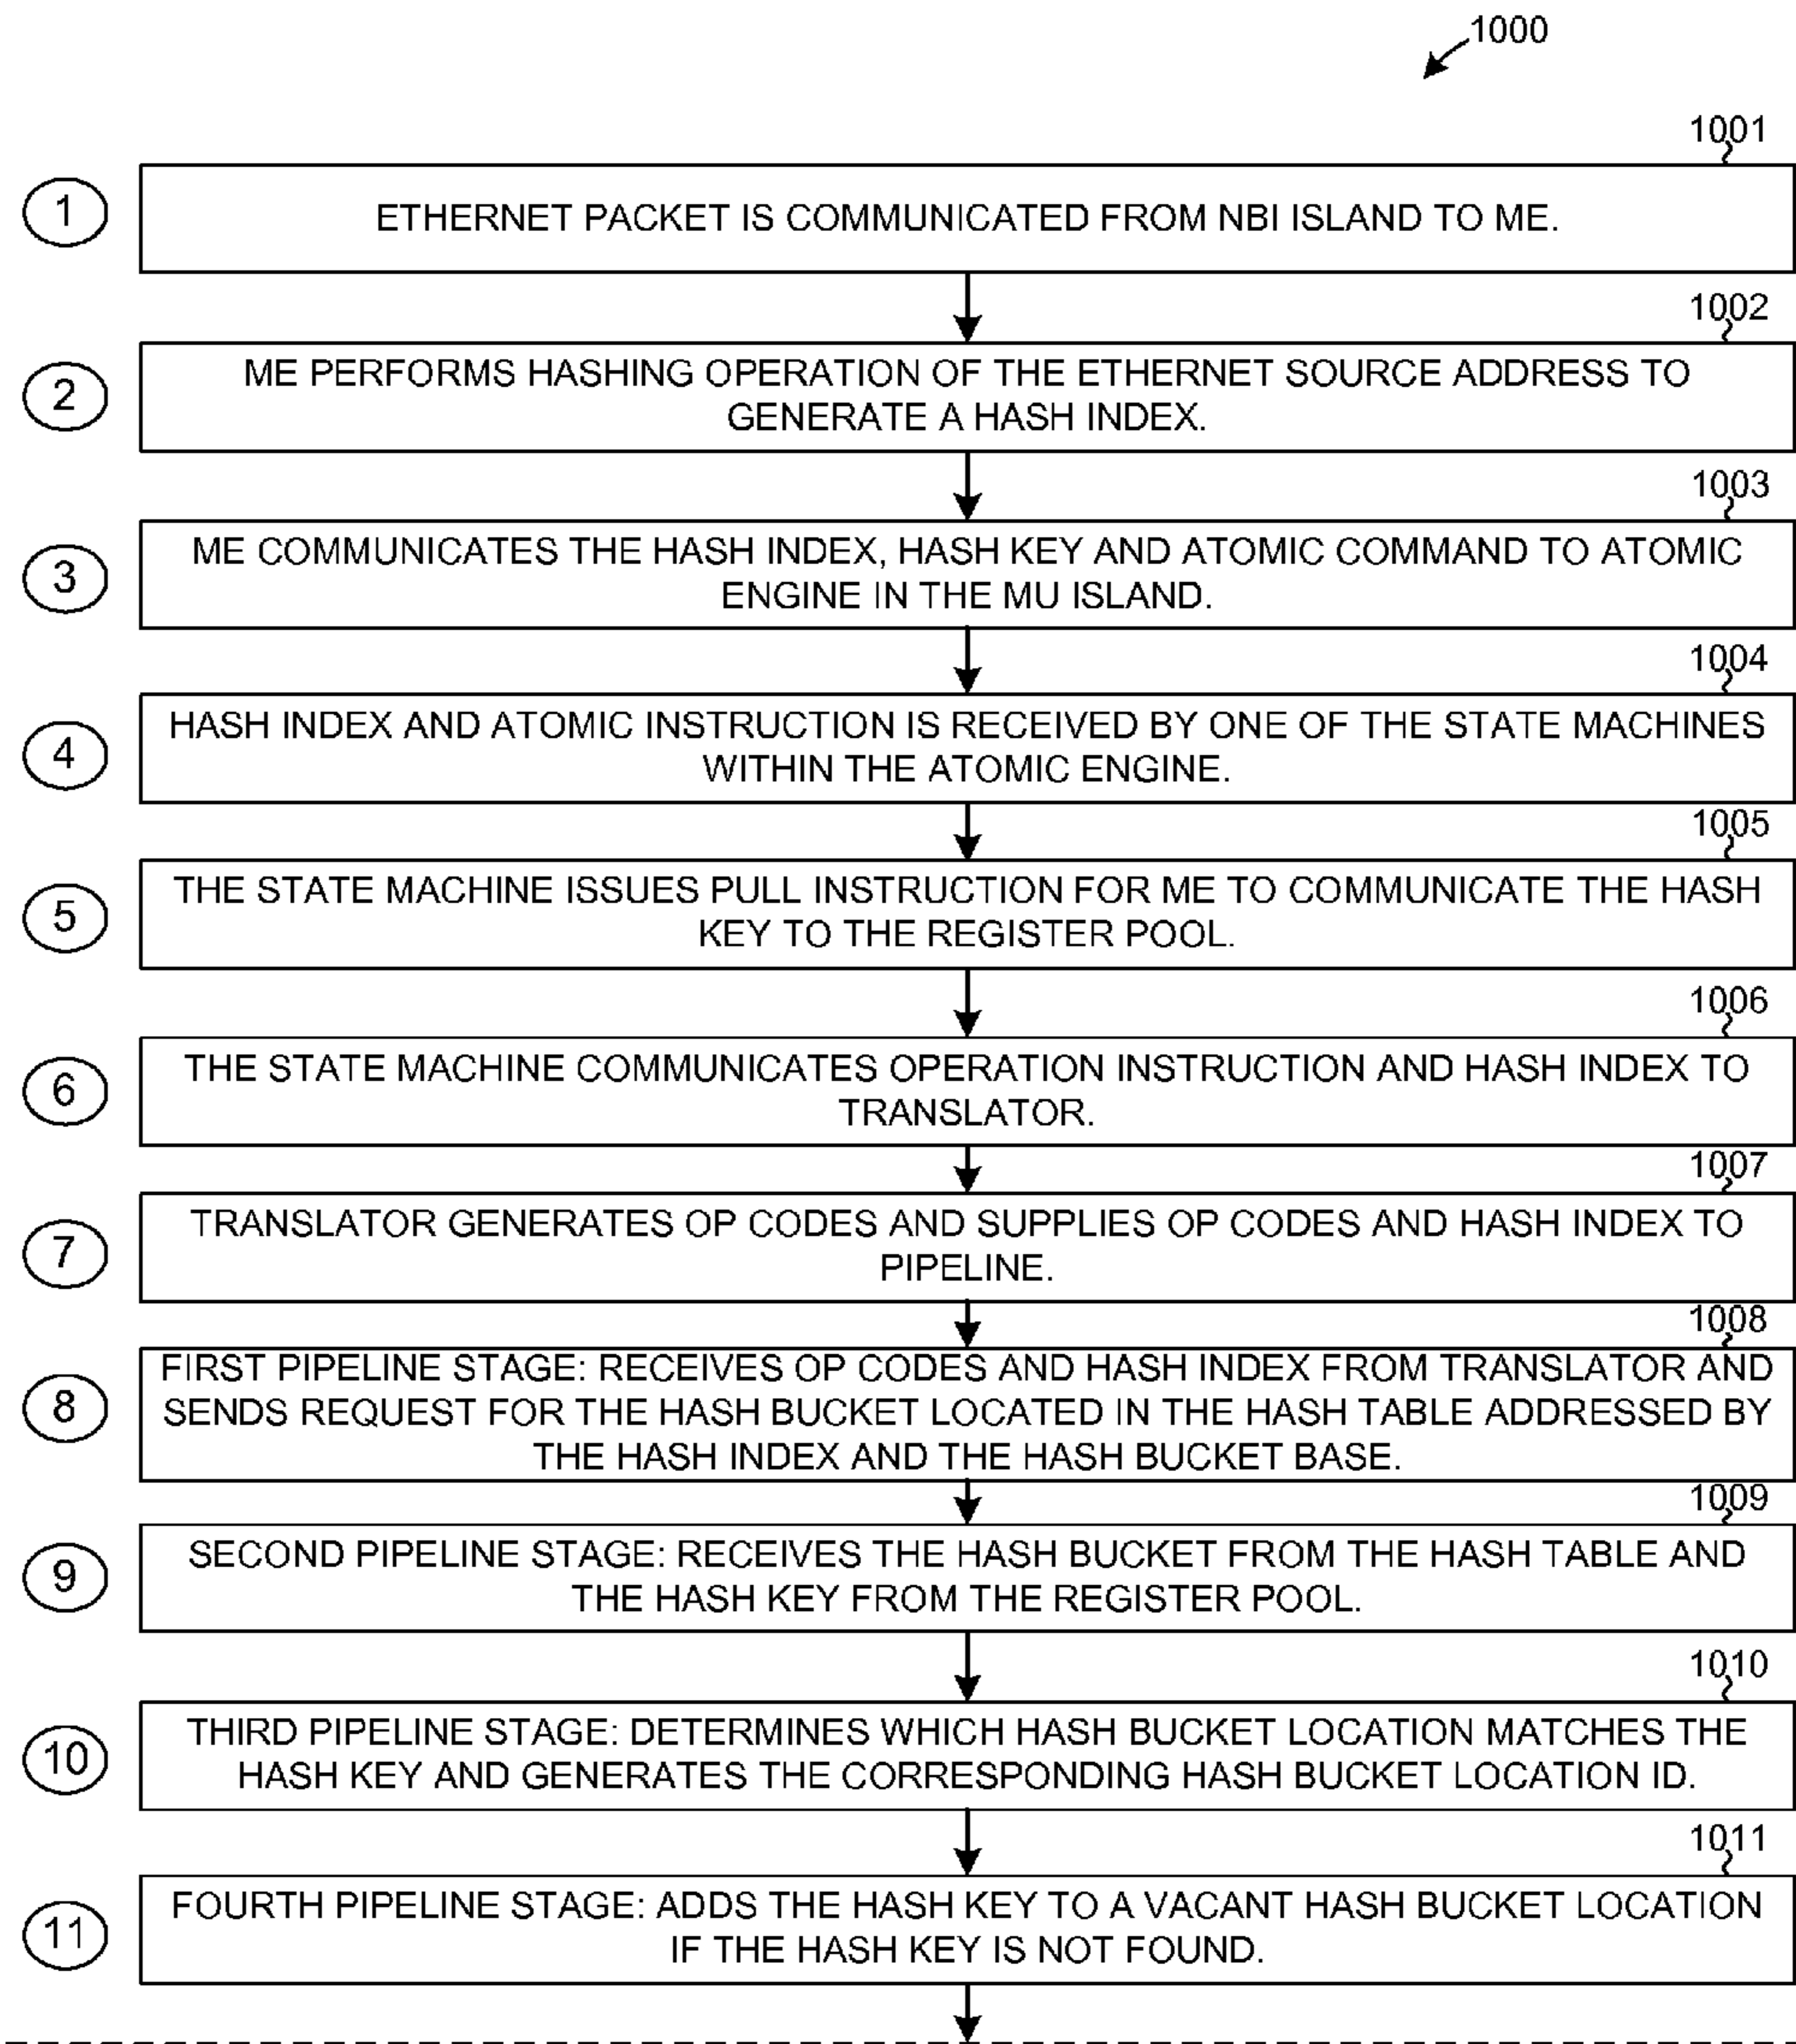 1000
1001
1
ETHERNET PACKET IS COMMUNICATED FROM NBI ISLAND TO ME.
1002
2
ME PERFORMS HASHING OPERATION OF THE ETHERNET SOURCE ADDRESS TO
GENERATE A HASH INDEX.
1003
3
ME COMMUNICATES THE HASH INDEX, HASH KEY AND ATOMIC COMMAND TO ATOMIC
ENGINE IN THE MU ISLAND.
1004
4
HASH INDEX AND ATOMIC INSTRUCTION IS RECEIVED BY ONE OF THE STATE MACHINES
WITHIN THE ATOMIC ENGINE.
1005
5
THE STATE MACHINE ISSUES PULL INSTRUCTION FOR ME TO COMMUNICATE THE HASH
KEY TO THE REGISTER POOL.
1006
6
THE STATE MACHINE COMMUNICATES OPERATION INSTRUCTION AND HASH INDEX TO
TRANSLATOR.
1007
7
TRANSLATOR GENERATES OP CODES AND SUPPLIES OP CODES AND HASH INDEX TO
PIPELINE.
1008
8
FIRST PIPELINE STAGE: RECEIVES OP CODES AND HASH INDEX FROM TRANSLATOR AND
SENDS REQUEST FOR THE HASH BUCKET LOCATED IN THE HASH TABLE ADDRESSED BY
THE HASH INDEX AND THE HASH BUCKET BASE.
1009
9
SECOND PIPELINE STAGE: RECEIVES THE HASH BUCKET FROM THE HASH TABLE AND
THE HASH KEY FROM THE REGISTER POOL.
1010
10
THIRD PIPELINE STAGE: DETERMINES WHICH HASH BUCKET LOCATION MATCHES THE
HASH KEY AND GENERATES THE CORRESPONDING HASH BUCKET LOCATION ID.
1011
11
FOURTH PIPELINE STAGE: ADDS THE HASH KEY TO A VACANT HASH BUCKET LOCATION
IF THE HASH KEY IS NOT FOUND.